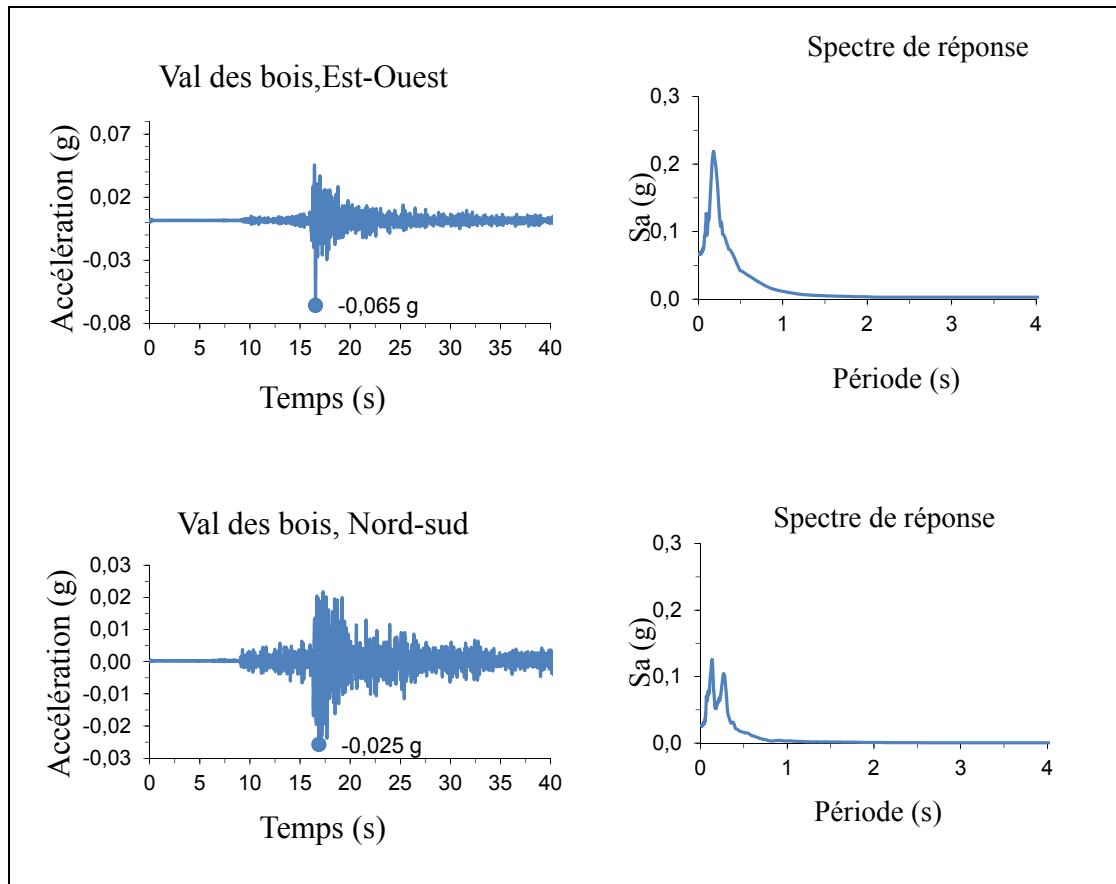 Val des bois,Est-Ouest
Accélération (g)
0,07
0,02
-0,03
-0,08
-0,065 g
0 5 10 15 20 25 30 35 40
Temps (s)
Spectre de réponse
Sa (g)
0,3
0,2
0,1
0,0
0 1 2 3 4
Période (s)
Val des bois, Nord-sud
Accélération (g)
0,03
0,02
0,01
0,00
-0,01
-0,02
-0,03
-0,025 g
0 5 10 15 20 25 30 35 40
Temps (s)
Spectre de réponse
Sa (g)
0,3
0,2
0,1
0,0
0 1 2 3 4
Période (s)